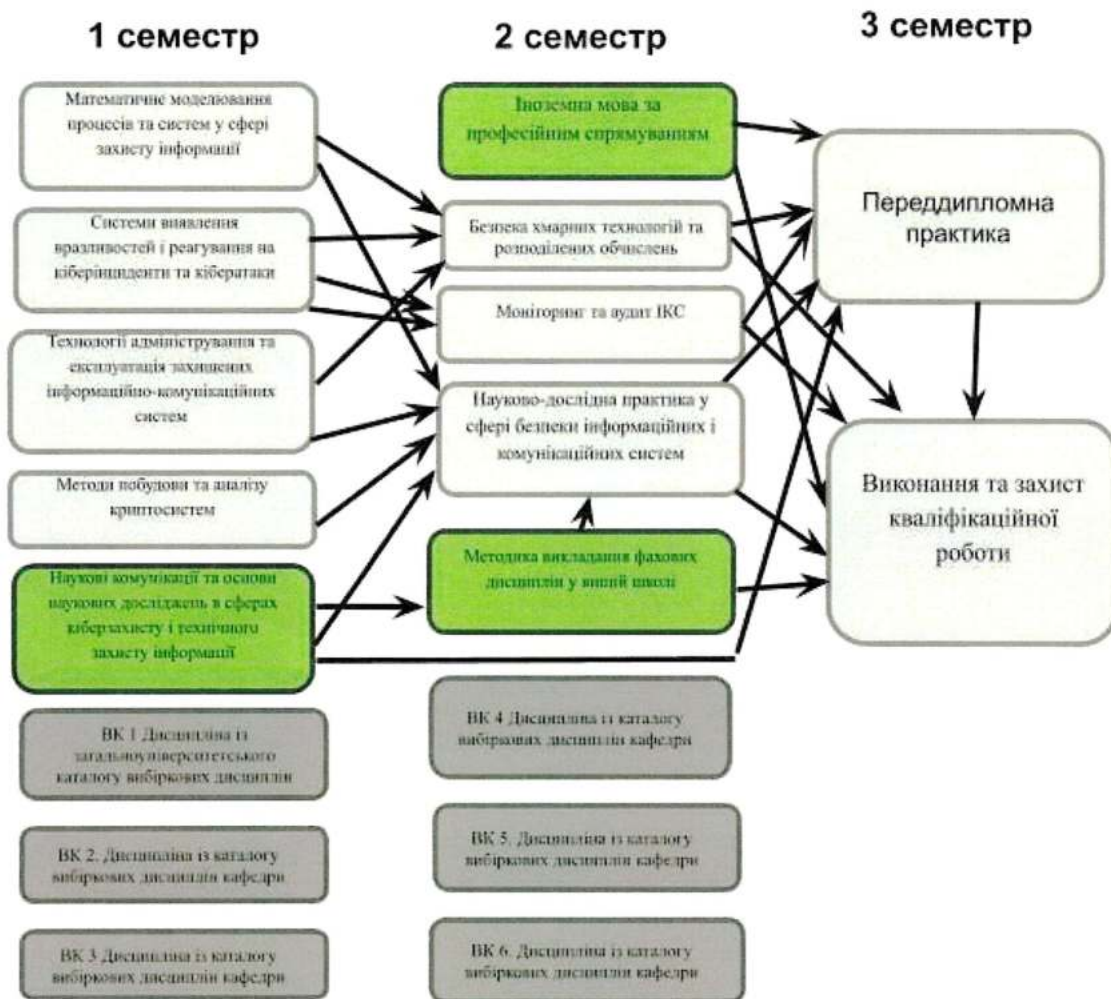 1 семестр
2 семестр
3 семестр
Математичне моделювання
процесів та систем у сфері
захисту інформації
Системи виявлення
вразливостей і реагування на
кіберінциденти та кібератаки
Технології адміністрування та
експлуатація захищених
інформаційно-комунікаційних
систем
Методи побудови та аналізу
криптосистем
Наукові комунікації та основи
наукових досліджень в сферах
кіберзахисту і технічного
захисту інформації
ВК 1 Дисципліна із
загальноуніверситетського
каталогу вибіркових дисциплін
ВК 2. Дисципліна із каталогу
вибіркових дисциплін кафедри
ВК 3 Дисципліна із каталогу
вибіркових дисциплін кафедри
Іноземна мова за
професійним спрямуванням
Безпека хмарних технологій та
розподілених обчислень
Моніторинг та аудит ІКС
Науково-дослідна практика у
сфері безпеки інформаційних і
комунікаційних систем
Методика викладання фахових
дисциплін у вищій школі
ВК 4 Дисципліна із каталогу
вибіркових дисциплін кафедри
ВК 5. Дисципліна із каталогу
вибіркових дисциплін кафедри
ВК 6. Дисципліна із каталогу
вибіркових дисциплін кафедри
Переддипломна
практика
Виконання та захист
кваліфікаційної
роботи